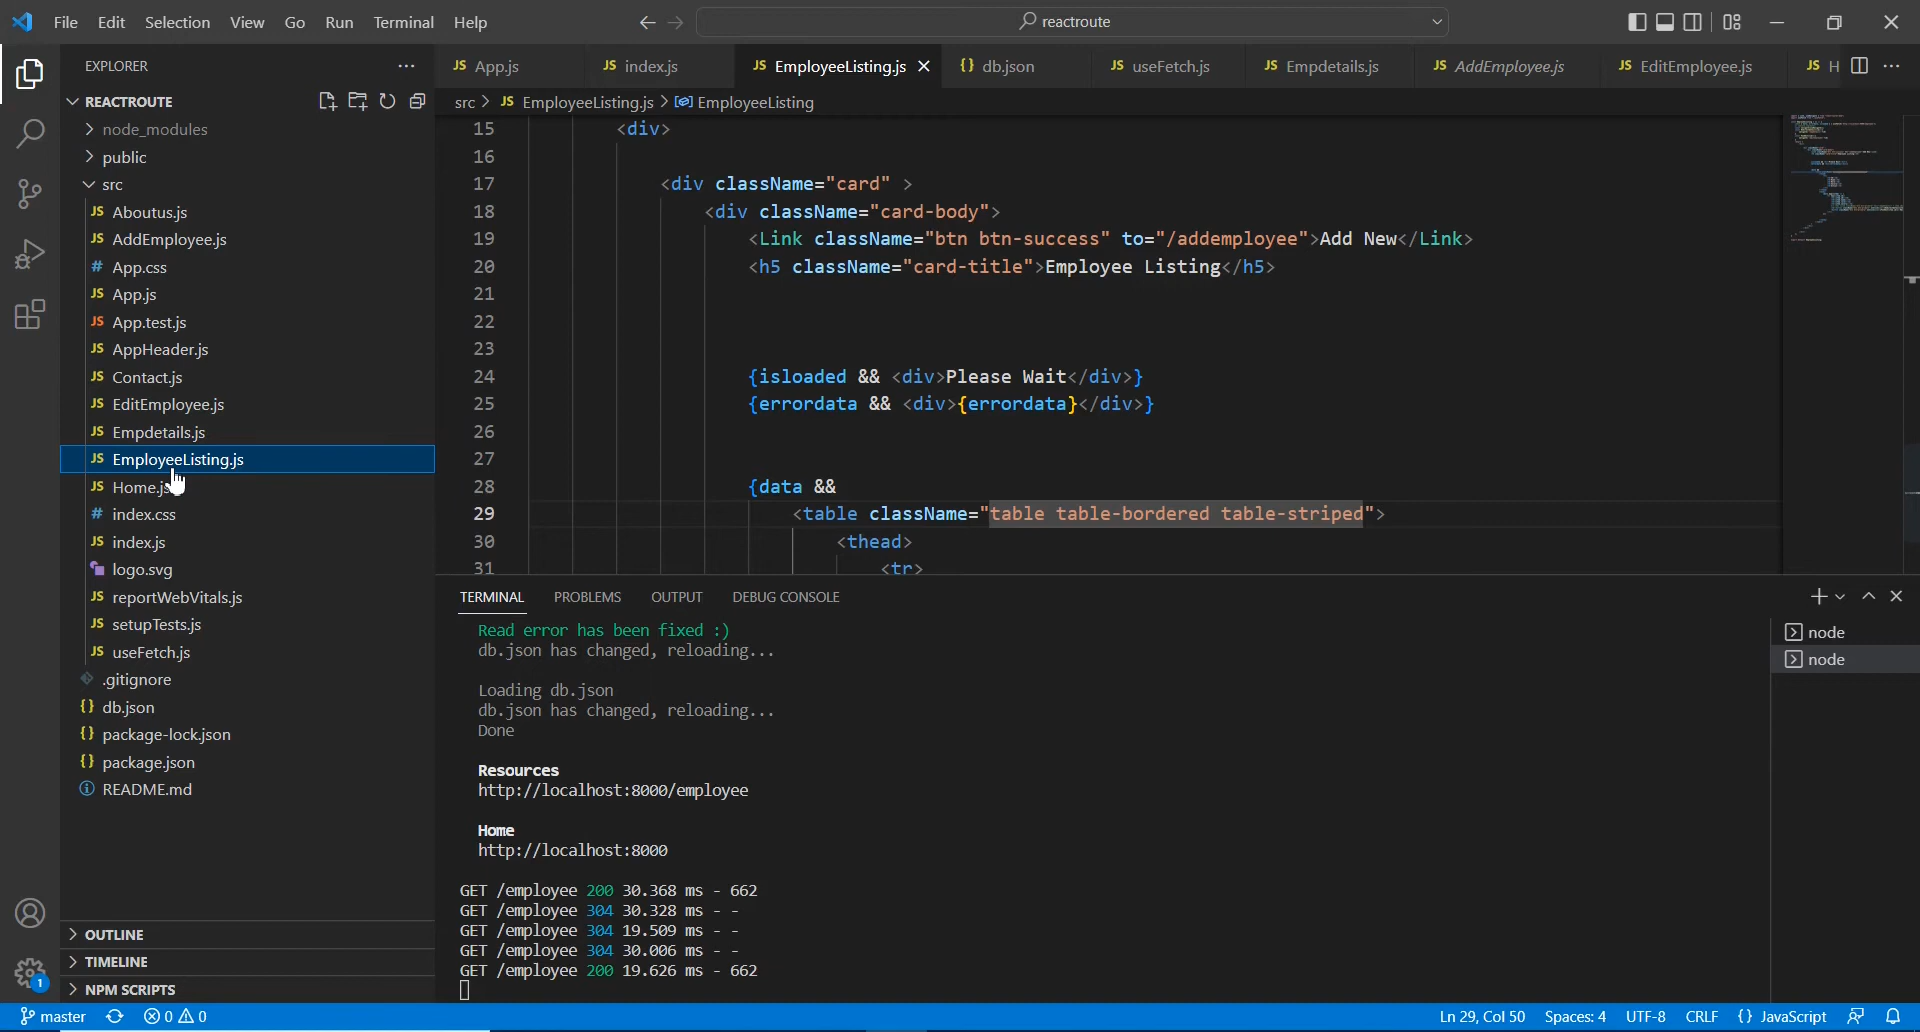 File Edit Selection View Go Run Terminal Help
reactroute
EXPLORER
App.js
index.js
EmployeeListing.js
db.json
useFetch.js
Empdetails.js
AddEmployee.js
EditEmployee.js
H
REACTROUTE
src > JS EmployeeListing.js > EmployeeListing
node_modules
public
src
Aboutus.js
AddEmployee.js
App.css
App.js
App.test.js
AppHeader.js
Contact.js
EditEmployee.js
Empdetails.js
EmployeeListing.js
Home.js
index.css
index.js
logo.svg
reportWebVitals.js
setupTests.js
useFetch.js
.gitignore
db.json
package-lock.json
package.json
README.md
OUTLINE
TIMELINE
NPM SCRIPTS
15 <div>
16
17 <div className="card" >
18 <div className="card-body">
19 <Link className="btn btn-success" to="/addemployee">Add New</Link>
20 <h5 className="card-title">Employee Listing</h5>
21
22
23
24 {isloaded && <div>Please Wait</div>}
25 {errordata && <div>{errordata}</div>}
26
27
28 {data &&
29 <table className="table table-bordered table-striped">
30 <thead>
31 <tr>
TERMINAL PROBLEMS OUTPUT DEBUG CONSOLE
node
node
Read error has been fixed :)
db.json has changed, reloading...
Loading db.json
db.json has changed, reloading...
Done
Resources
http://localhost:8000/employee
Home
http://localhost:8000
GET /employee 200 30.368 ms - 662
GET /employee 304 30.328 ms - -
GET /employee 304 19.509 ms - -
GET /employee 304 30.006 ms - -
GET /employee 200 19.626 ms - 662
1
master 0 0 Ln 29, Col 50 Spaces: 4 UTF-8 CRLF {} JavaScript